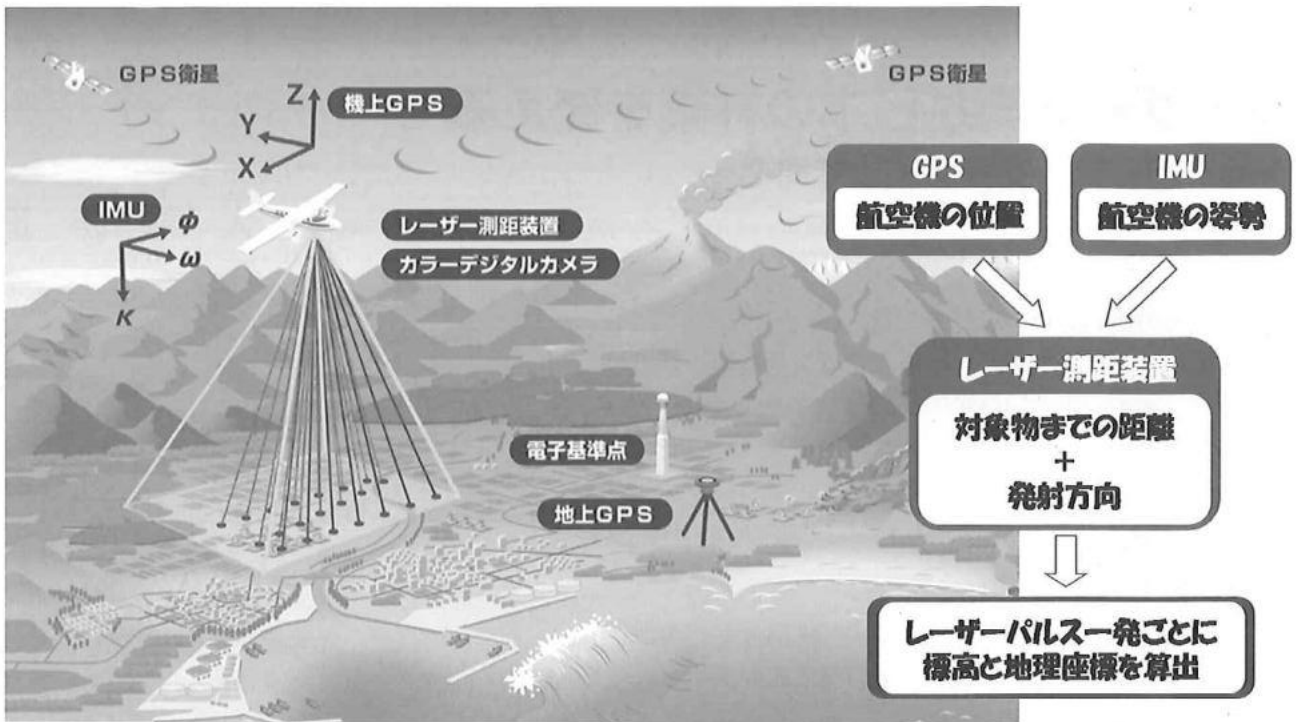 GPS衛星
GPS衛星
Z
機上GPS
Y
X
IMU
φ
ω
κ
レーザー測距装置
カラーデジタルカメラ
電子基準点
地上GPS
GPS
航空機の位置
IMU
航空機の姿勢
レーザー測距装置
対象物までの距離
+
発射方向
レーザーパルス一発ごとに
標高と地理座標を算出